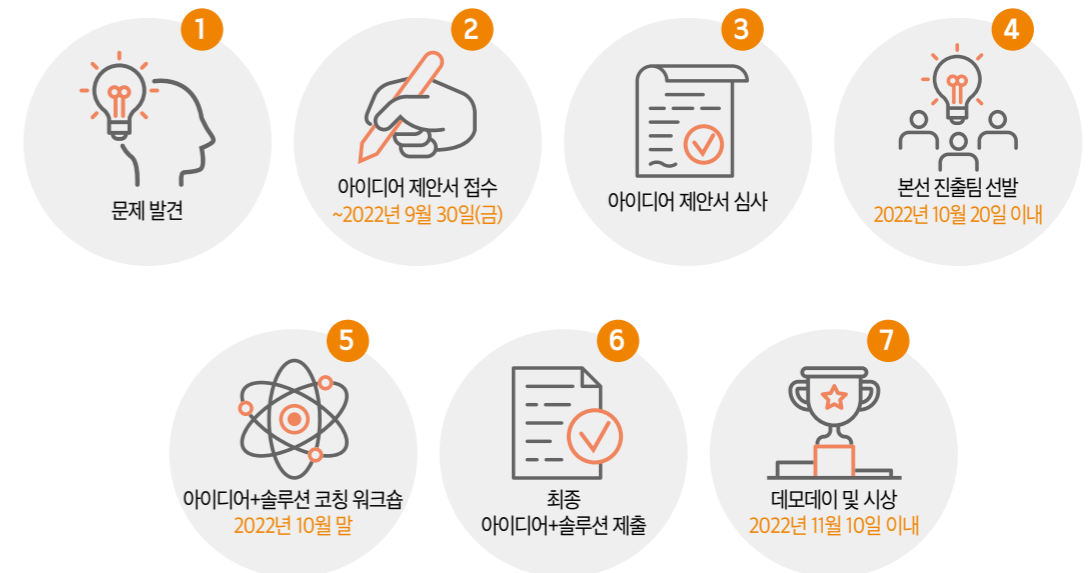 1
문제 발견
2
아이디어 제안서 접수
~2022년 9월 30일(금)
3
아이디어 제안서 심사
4
본선 진출팀 선발
2022년 10월 20일 이내
5
아이디어+솔루션 코칭 워크숍
2022년 10월 말
6
최종
아이디어+솔루션 제출
7
데모데이 및 시상
2022년 11월 10일 이내